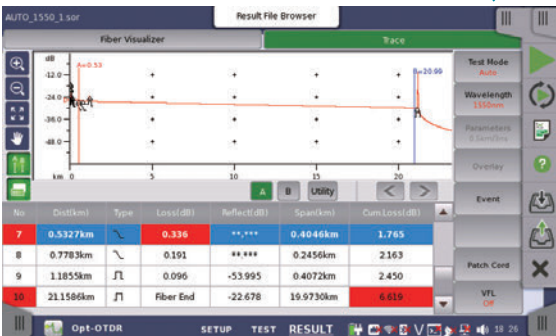 AUTO_1550_1.sor
Result File Browser
Fiber Visualizer
Trace
dB
A=0.53
B=20.99
-12.0
-24.0
-36.0
-48.0
km 0 5 10 15 20
A B Utility < >
No Dist(km) Type Loss(dB) Reflect(dB) Span(km) Cum.Loss(dB)
7 0.5327km 0.336 **.*** 0.4046km 1.765
8 0.7783km 0.191 **.*** 0.2456km 2.163
9 1.1855km 0.096 -53.995 0.4072km 2.450
10 21.1586km Fiber End -22.678 19.9730km 6.619
Test Mode
Auto
Wavelength
1550nm
Parameters
Overlay
Event
Patch Cord
VFL
Off
Opt-OTDR SETUP TEST RESULT 18 26